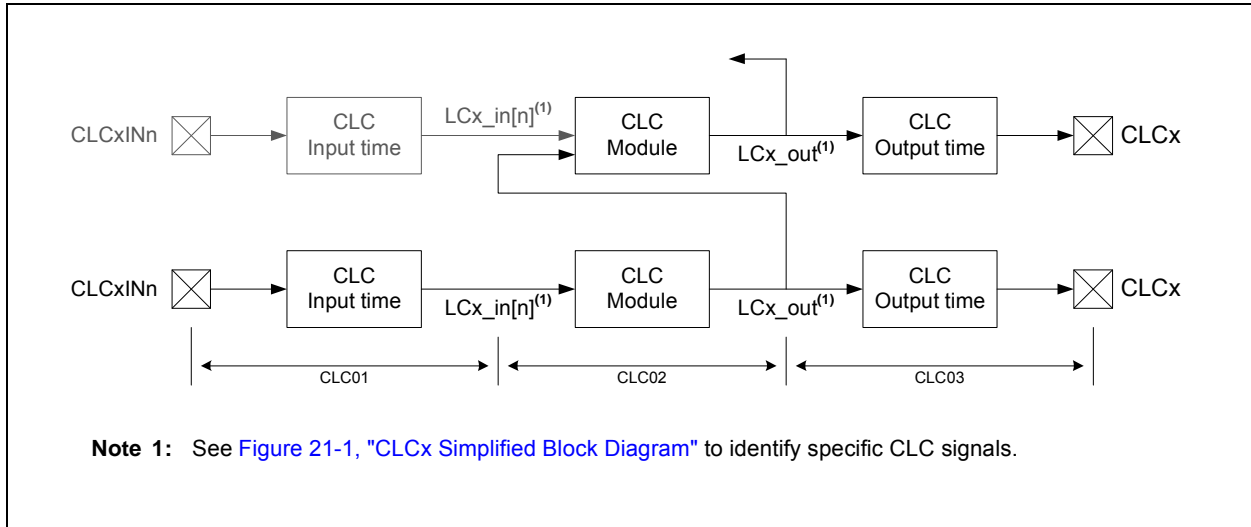 CLCxINn
CLC
Input time
LCx_in[n](1)
CLC
Module
LCx_out(1)
CLC
Output time
CLCx
CLCxINn
CLC
Input time
LCx_in[n](1)
CLC
Module
LCx_out(1)
CLC
Output time
CLCx
CLC01
CLC02
CLC03
Note 1: See Figure 21-1, "CLCx Simplified Block Diagram" to identify specific CLC signals.